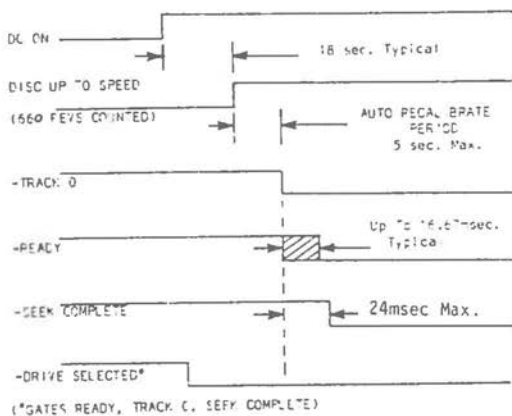 DC ON
18 sec. Typical
DISC UP TO SPEED
(660 REVS COUNTED)
AUTO RECALIBRATE
PERIOD
5 sec. Max.
-TRACK 0
Up To 16.67msec.
Typical
-READY
-SEEK COMPLETE
24msec Max.
-DRIVE SELECTED*
(*GATES READY, TRACK 0, SEEK COMPLETE)